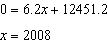 0 = 6.2x + 12451.2
x = 2008